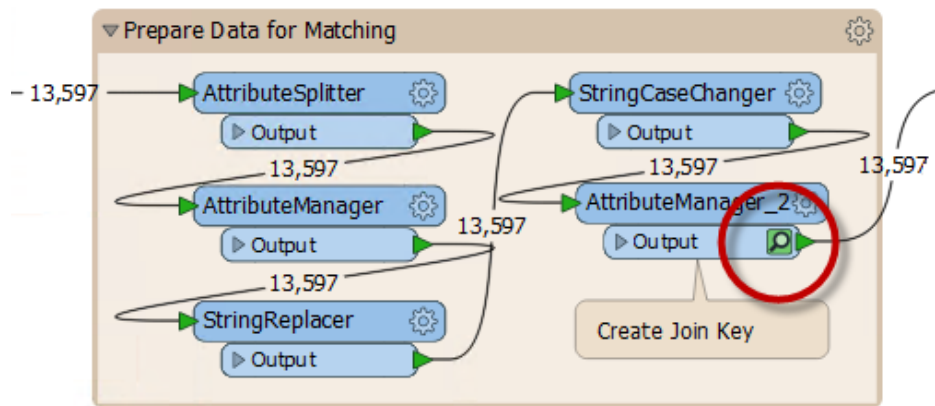 Prepare Data for Matching
13,597
AttributeSplitter
Output
13,597
AttributeManager
Output
13,597
StringReplacer
Output
13,597
StringCaseChanger
Output
13,597
AttributeManager_2
Output
13,597
Create Join Key